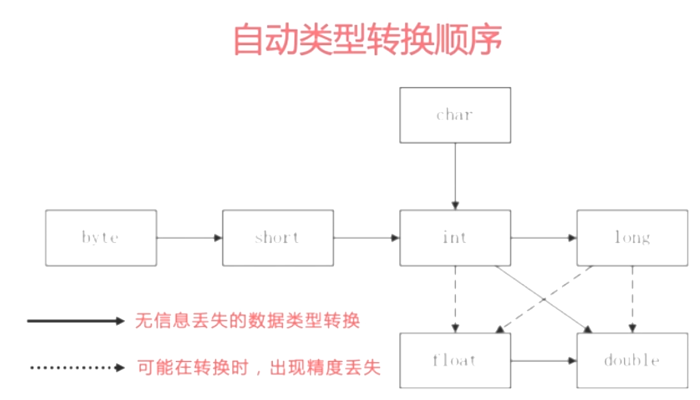 自动类型转换顺序
char
byte
short
int
long
无信息丢失的数据类型转换
可能在转换时，出现精度丢失
float
double